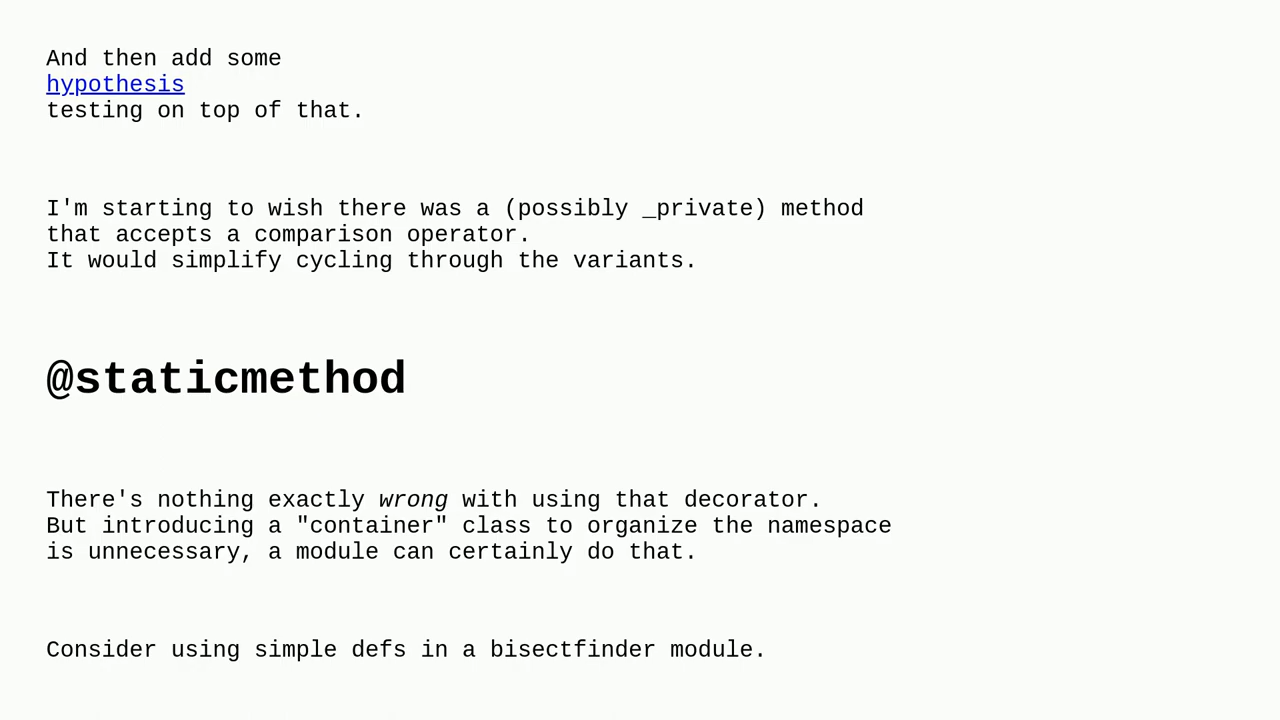 And then add some
hypothesis
testing on top of that.
I'm starting to wish there was a (possibly _private) method
that accepts a comparison operator.
It would simplify cycling through the variants.
@staticmethod
There's nothing exactly wrong with using that decorator.
But introducing a "container" class to organize the namespace
is unnecessary, a module can certainly do that.
Consider using simple defs in a bisectfinder module.